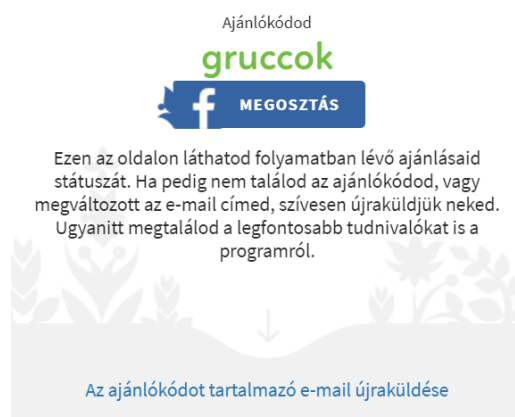 Ajánlókódod
gruccok
MEGOSZTÁS
Ezen az oldalon láthatod folyamatban lévő ajánlásaid
státuszát. Ha pedig nem találod az ajánlókódod, vagy
megváltozott az e-mail címed, szívesen újraküldjük neked.
Ugyanitt megtalálod a legfontosabb tudnivalókat is a
programról.
Az ajánlókódot tartalmazó e-mail újraküldése